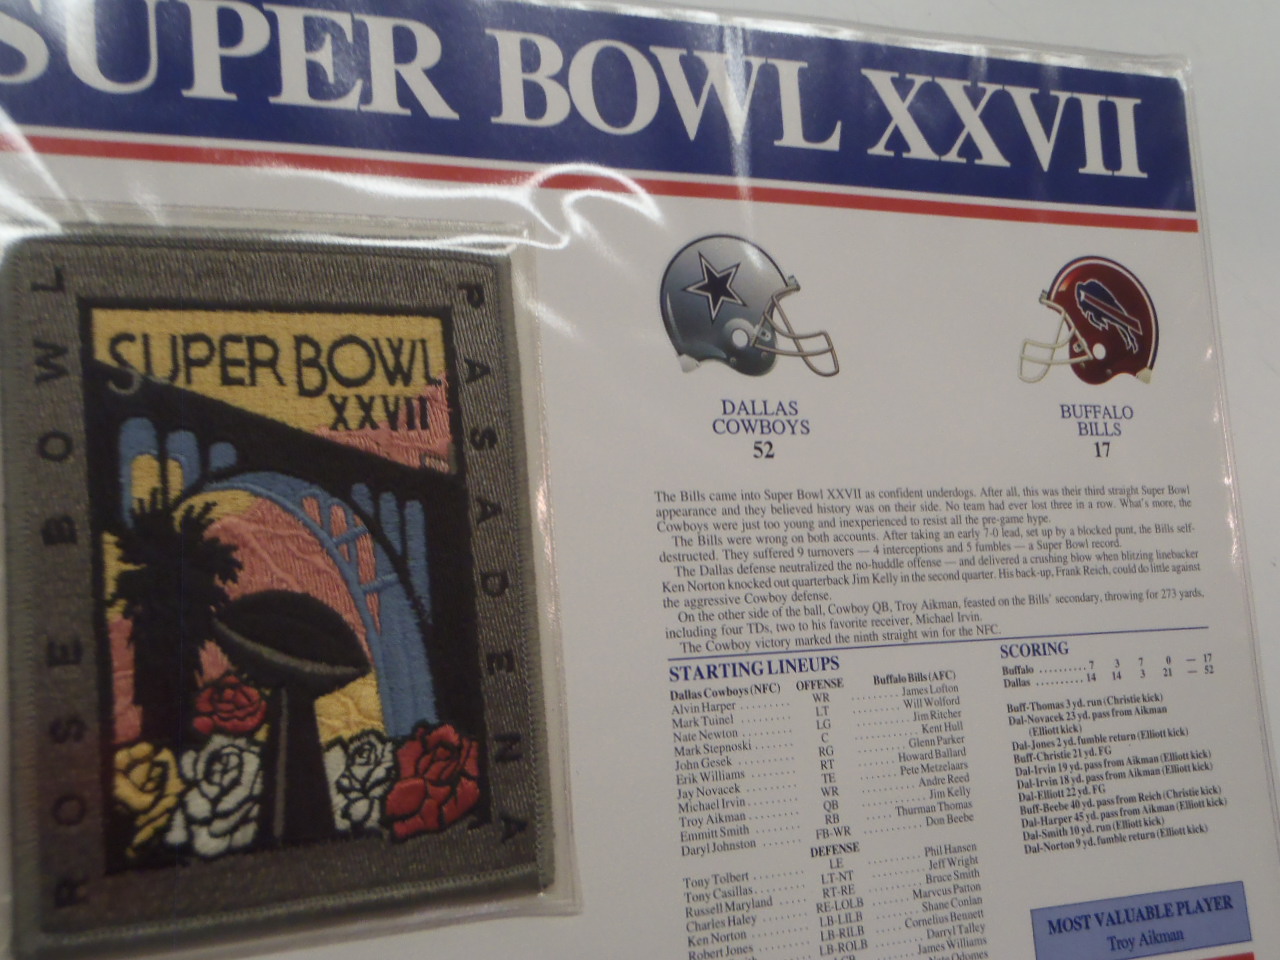 SUPER BOWL XXVII
ROSE BOWL
PASADENA
SUPER BOWL
XXVII
DALLAS
COWBOYS
52
BUFFALO
BILLS
17
The Bills came into Super Bowl XXVII as confident underdogs. After all, this was their third straight Super Bowl
appearance and they believed history was on their side. No team had ever lost three in a row. What's more, the
Cowboys were just too young and inexperienced to resist all the pre-game hype.
The Bills were wrong on both accounts. After taking an early 7-0 lead, set up by a blocked punt, the Bills self-
destructed. They suffered 9 turnovers — 4 interceptions and 5 fumbles — a Super Bowl record.
The Dallas defense neutralized the no-huddle offense — and delivered a crushing blow when blitzing linebacker
Ken Norton knocked out quarterback Jim Kelly in the second quarter. His back-up, Frank Reich, could do little against
the aggressive Cowboy defense.
On the other side of the ball, Cowboy QB, Troy Aikman, feasted on the Bills' secondary, throwing for 273 yards,
including four TDs, two to his favorite receiver, Michael Irvin.
The Cowboy victory marked the ninth straight win for the NFC.
STARTING LINEUPS
Dallas Cowboys (NFC) OFFENSE Buffalo Bills (AFC)
Alvin Harper ......... WR ......... James Lofton
Mark Tuinel ......... LT ......... Will Wolford
Nate Newton ......... LG ......... Jim Ritcher
Mark Stepnoski ....... C ......... Kent Hull
John Gesek ......... RG ......... Glenn Parker
Erik Williams ......... RT ......... Howard Ballard
Jay Novacek ......... TE ......... Pete Metzelaars
Michael Irvin ......... WR ......... Andre Reed
Troy Aikman ......... QB ......... Jim Kelly
Emmitt Smith ......... RB ......... Thurman Thomas
Daryl Johnston ....... FB-WR ......... Don Beebe
DEFENSE
Tony Tolbert ......... LE ......... Phil Hansen
Tony Casillas ......... LT-NT ......... Jeff Wright
Russell Maryland ..... RT-RE ......... Bruce Smith
Charles Haley ........ RE-LOLB ....... Marvcus Patton
Ken Norton ......... LB-LILB ......... Shane Conlan
Robert Jones ......... LB-RILB ....... Cornelius Bennett
LB-ROLB ......... Darryl Talley
James Williams
SCORING
Buffalo .......... 7 3 7 0 — 17
Dallas ........... 14 14 3 21 — 52
Buff-Thomas 3 yd. run (Christie kick)
Dal-Novacek 23 yd. pass from Aikman
(Elliott kick)
Dal-Jones 2 yd. fumble return (Elliott kick)
Buff-Christie 21 yd. FG
Dal-Irvin 19 yd. pass from Aikman (Elliott kick)
Dal-Irvin 18 yd. pass from Aikman (Elliott kick)
Dal-Elliott 22 yd. FG
Buff-Beebe 40 yd. pass from Reich (Christie kick)
Dal-Harper 45 yd. pass from Aikman (Elliott kick)
Dal-Smith 10 yd. run (Elliott kick)
Dal-Norton 9 yd. fumble return (Elliott kick)
MOST VALUABLE PLAYER
Troy Aikman